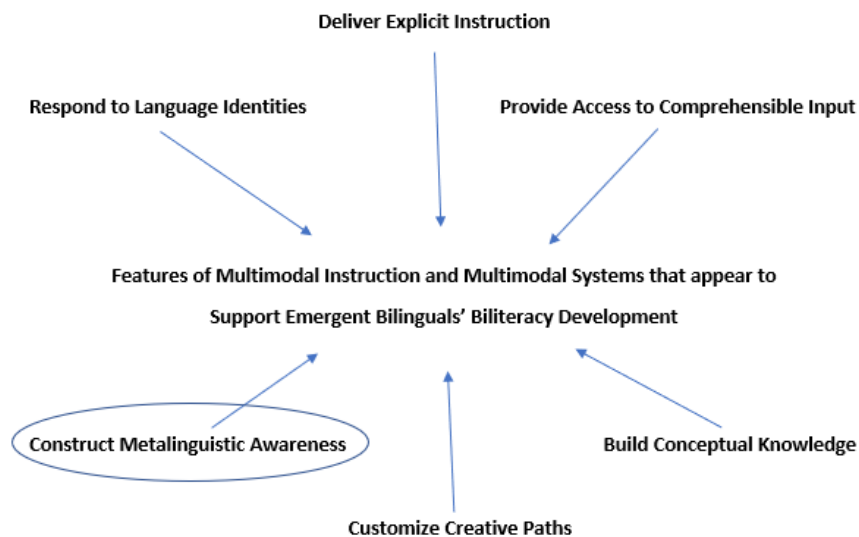 Deliver Explicit Instruction
Respond to Language Identities
Provide Access to Comprehensible Input
Features of Multimodal Instruction and Multimodal Systems that appear to
Support Emergent Bilinguals’ Biliteracy Development
Construct Metalinguistic Awareness
Build Conceptual Knowledge
Customize Creative Paths